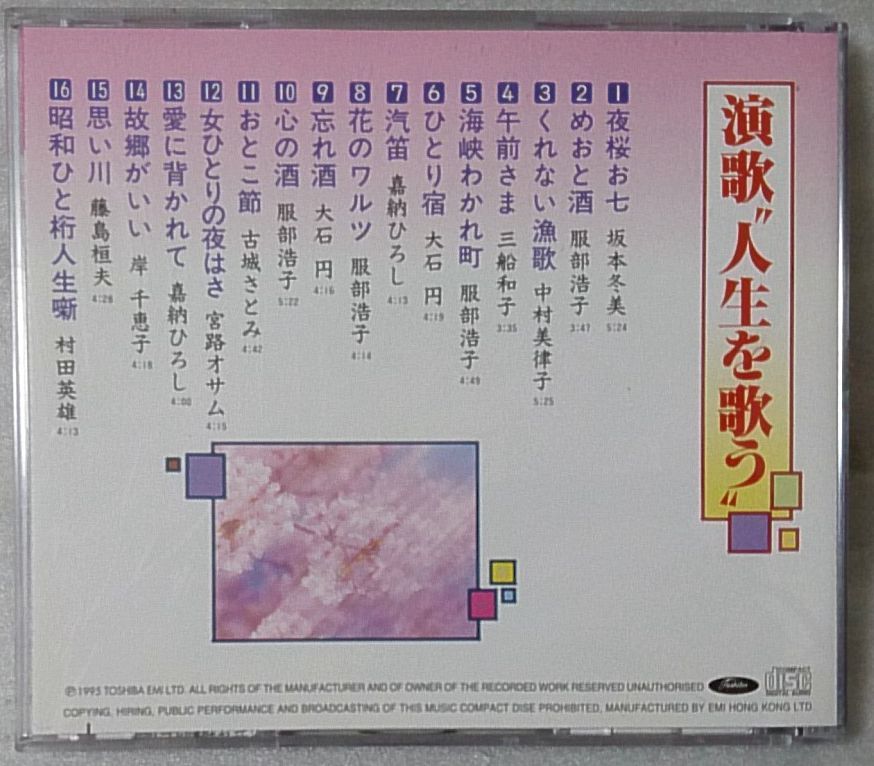 演歌〝人生を歌う〟
1 夜桜お七 坂本冬美 5:24
2 めおと酒 服部浩子 3:47
3 くれない漁歌 中村美律子 5:25
4 午前さま 三船和子 3:35
5 海峡わかれ町 服部浩子 4:49
6 ひとり宿 大石円 4:19
7 汽笛 嘉納ひろし 4:13
8 花のワルツ 服部浩子 4:14
9 忘れ酒 大石円 4:16
10 心の酒 服部浩子 5:22
11 おとこ節 古城さとみ 4:42
12 女ひとりの夜はさ 宮路オサム 4:15
13 愛に背かれて 嘉納ひろし 4:00
14 故郷がいい 岸千恵子 4:18
15 思い川 藤島桓夫 4:28
16 昭和ひと桁人生噺 村田英雄 4:13
Ⓟ1995 TOSHIBA EMI LTD. ALL RIGHTS OF THE MANUFACTURER AND OF OWNER OF THE RECORDED WORK RESERVED UNAUTHORISED
Toshiba
COMPACT
disc
DIGITAL AUDIO
COPYING, HIRING, PUBLIC PERFORMANCE AND BROADCASTING OF THIS MUSIC COMPACT DISE PROHIBITED, MANUFACTURED BY EMI HONG KONG LTD